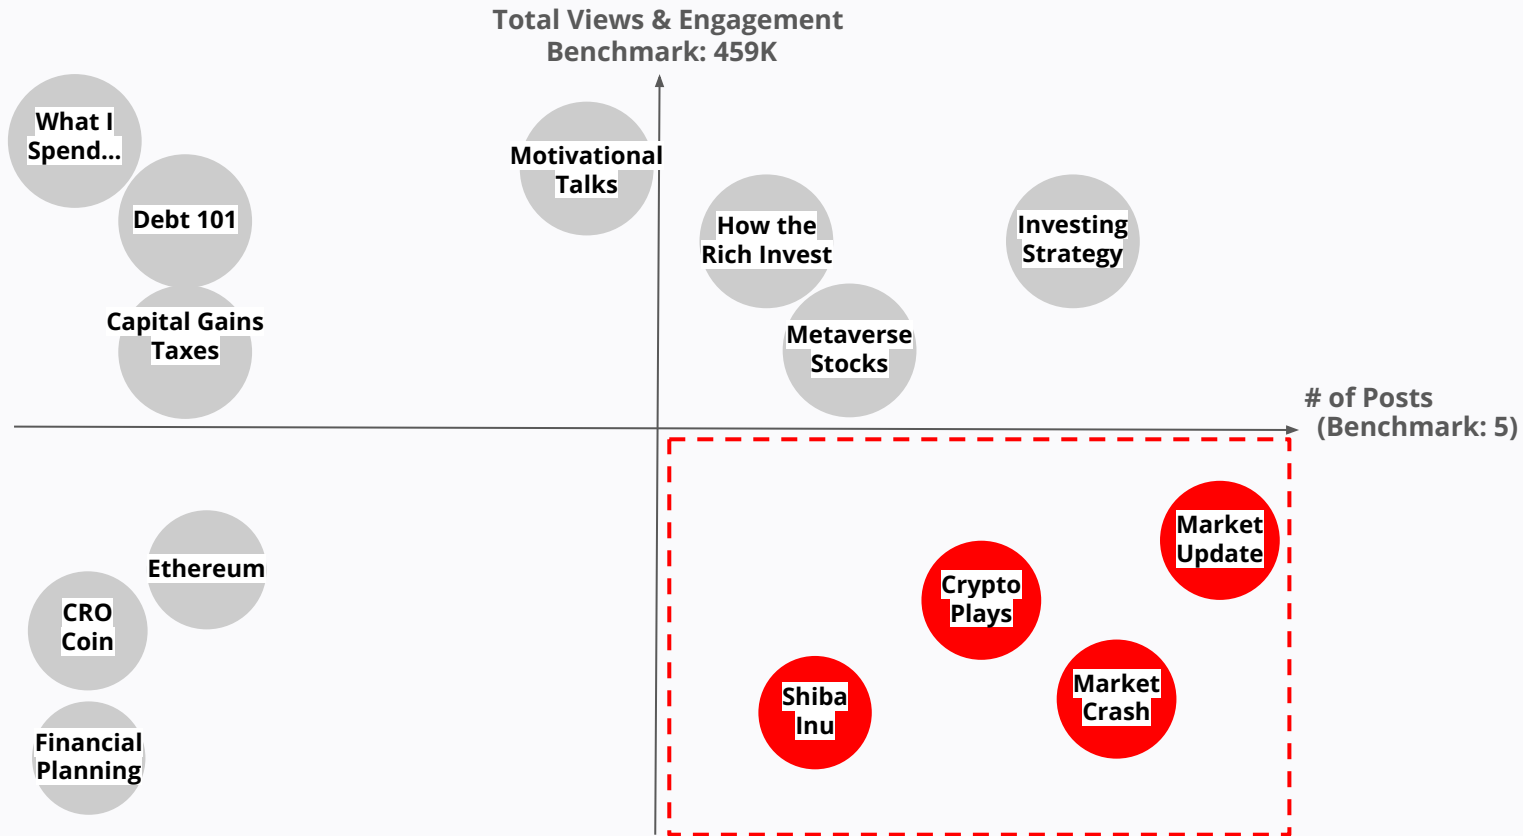 Total Views & Engagement
Benchmark: 459K
What I
Spend...
Motivational
Talks
Debt 101
How the
Rich Invest
Investing
Strategy
Capital Gains
Taxes
Metaverse
Stocks
# of Posts
(Benchmark: 5)
Market
Update
Ethereum
Crypto
Plays
CRO
Coin
Market
Crash
Shiba
Inu
Financial
Planning